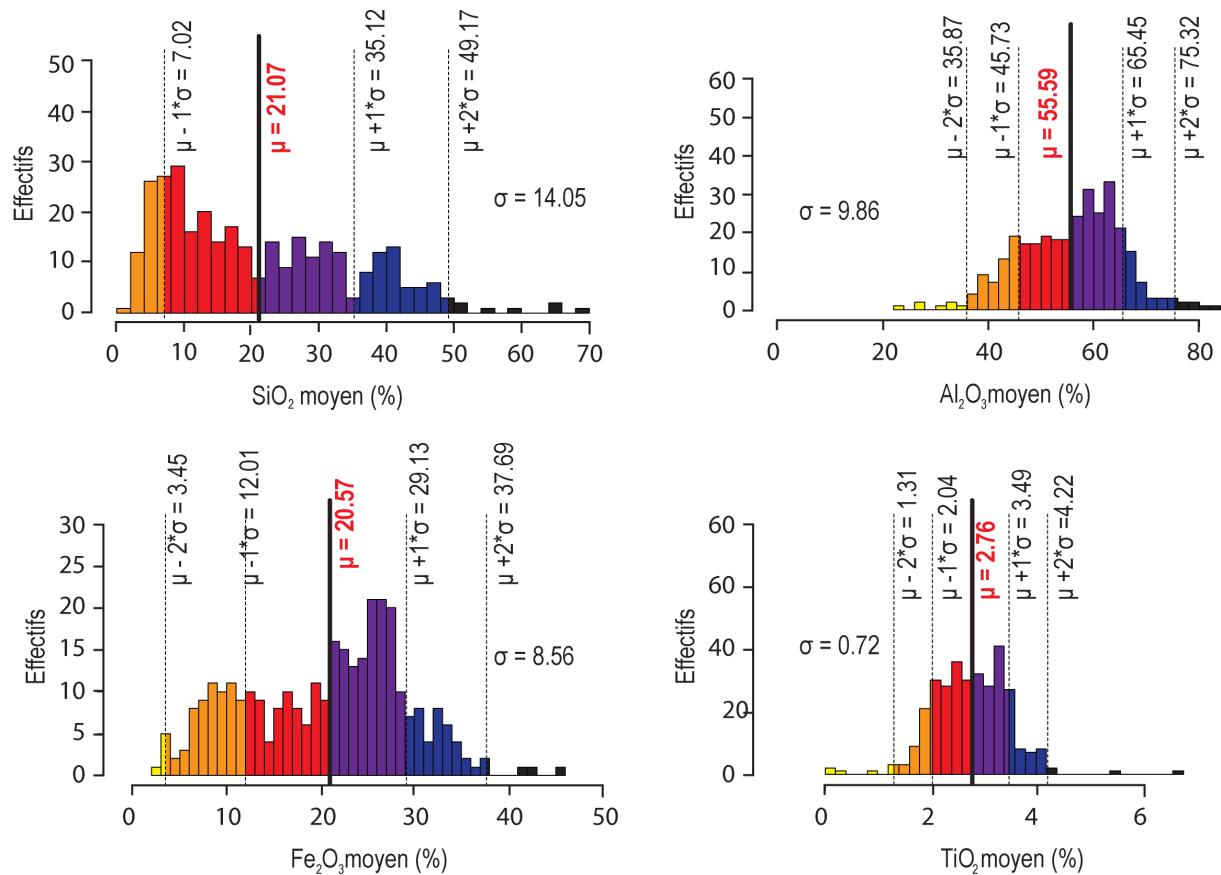 50
40
30
20
10
0
Effectifs
µ - 1*σ = 7.02
µ = 21.07
µ +1*σ = 35.12
µ +2*σ = 49.17
σ = 14.05
0 10 20 30 40 50 60 70
SiO₂ moyen (%)
60
50
40
30
20
10
0
Effectifs
µ - 2*σ = 35.87
µ -1*σ = 45.73
µ = 55.59
µ +1*σ = 65.45
µ +2*σ = 75.32
σ = 9.86
0 20 40 60 80
Al₂O₃moyen (%)
30
25
20
15
10
5
0
Effectifs
µ - 2*σ = 3.45
µ -1*σ = 12.01
µ = 20.57
µ +1*σ = 29.13
µ +2*σ = 37.69
σ = 8.56
0 10 20 30 40 50
Fe₂O₃moyen (%)
60
60
40
20
0
Effectifs
µ - 2*σ = 1.31
µ -1*σ = 2.04
µ = 2.76
µ +1*σ = 3.49
µ +2*σ =4.22
σ = 0.72
0 2 4 6
TiO₂moyen (%)